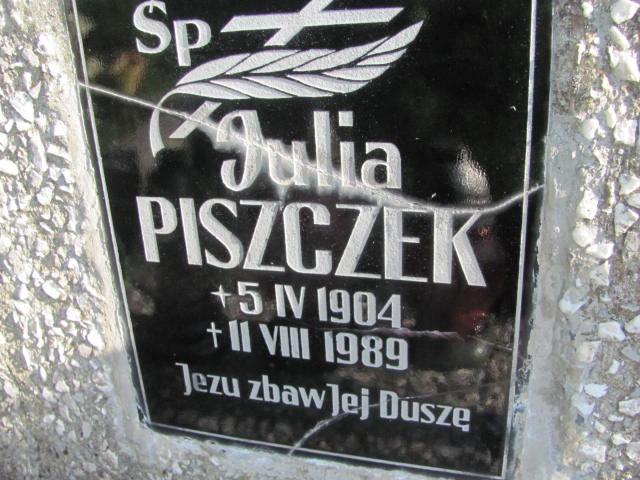 Sp
Julia
PISZCZEK
+ 5 IV 1904
† 11 VIII 1989
Jezu zbaw Jej Duszę